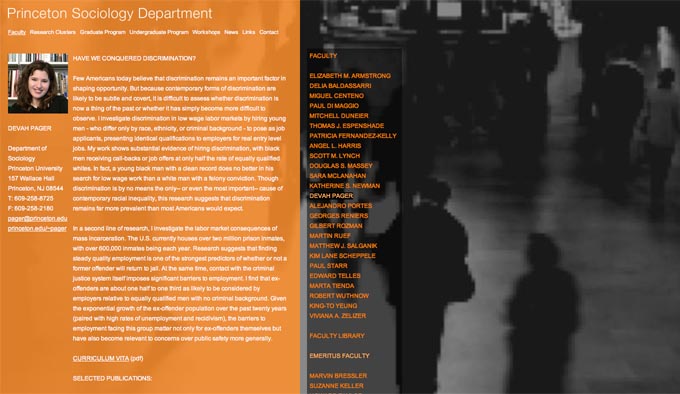 Princeton Sociology Department
Faculty Research Clusters Graduate Program Undergraduate Program Workshops News Links Contact
HAVE WE CONQUERED DISCRIMINATION?
Few Americans today believe that discrimination remains an important factor in
shaping opportunity. But because contemporary forms of discrimination are
likely to be subtle and covert, it is difficult to assess whether discrimination is
now a thing of the past or whether it has simply become more difficult to
observe. I investigate discrimination in low wage labor markets by hiring young
men - who differ only by race, ethnicity, or criminal background - to pose as job
applicants, presenting identical qualifications to employers for real entry level
jobs. My work shows substantial evidence of hiring discrimination, with black
men receiving call-backs or job offers at only half the rate of equally qualified
whites. In fact, a young black man with a clean record does no better in his
search for low wage work than a white man with a felony conviction. Though
discrimination is by no means the only-- or even the most important-- cause of
contemporary racial inequality, this research suggests that discrimination
remains far more prevalent than most Americans would expect.
In a second line of research, I investigate the labor market consequences of
mass incarceration. The U.S. currently houses over two million prison inmates,
with over 600,000 inmates being each year. Research suggests that finding
steady quality employment is one of the strongest predictors of whether or not a
former offender will return to jail. At the same time, contact with the criminal
justice system itself imposes significant barriers to employment. I find that ex-
offenders are about one half to one third as likely to be considered by
employers relative to equally qualified men with no criminal background. Given
the exponential growth of the ex-offender population over the past twenty years
(paired with high rates of unemployment and recidivism), the barriers to
employment facing this group matter not only for ex-offenders themselves but
have also become relevant to concerns over public safety more generally.
CURRICULUM VITA (pdf)
SELECTED PUBLICATIONS:
DEVAH PAGER
Department of
Sociology
Princeton University
157 Wallace Hall
Princeton, NJ 08544
T: 609-258-8725
F: 609-258-2180
pager@princeton.edu
princeton.edu/~pager
FACULTY
ELIZABETH M. ARMSTRONG
DELIA BALDASSARRI
MIGUEL CENTENO
PAUL DI MAGGIO
MITCHELL DUNEIER
THOMAS J. ESPENSHADE
PATRICIA FERNANDEZ-KELLY
ANGEL L. HARRIS
SCOTT M. LYNCH
DOUGLAS S. MASSEY
SARA MCLANAHAN
KATHERINE S. NEWMAN
DEVAH PAGER
ALEJANDRO PORTES
GEORGES RENIERS
GILBERT ROZMAN
MARTIN RUEF
MATTHEW J. SALGANIK
KIM LANE SCHEPPELE
PAUL STARR
EDWARD TELLES
MARTA TIENDA
ROBERT WUTHNOW
KING-TO YEUNG
VIVIANA A. ZELIZER
FACULTY LIBRARY
EMERITUS FACULTY
MARVIN BRESSLER
SUZANNE KELLER